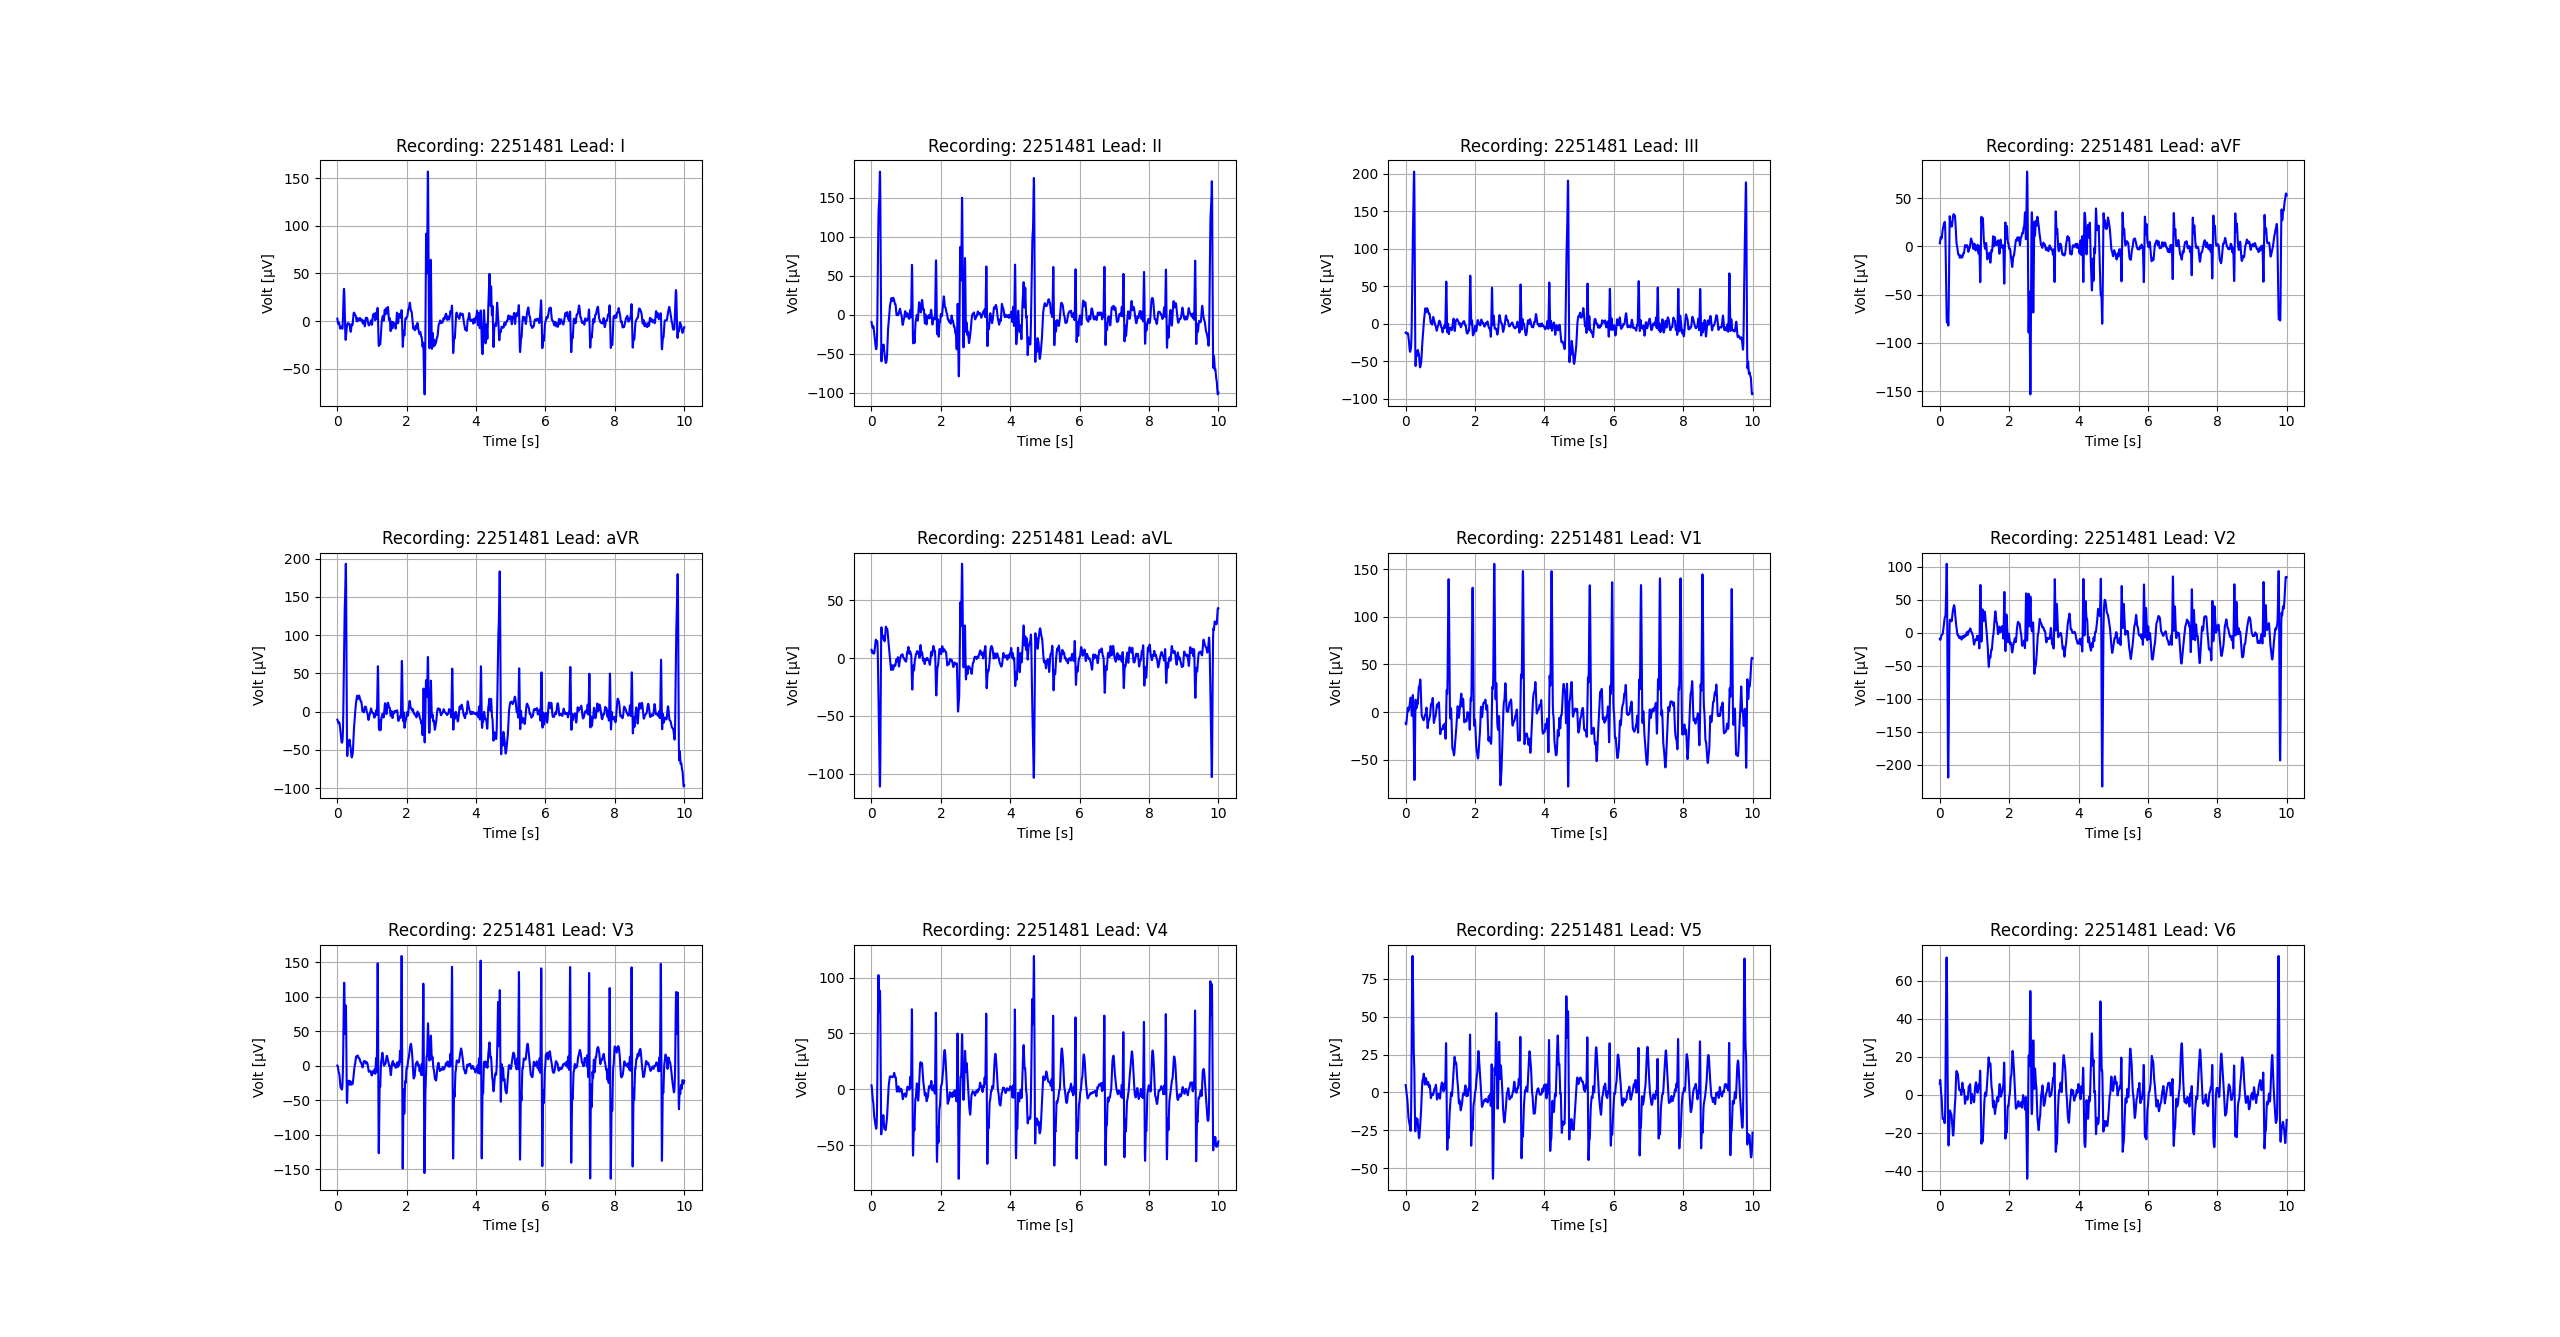 Recording: 2251481 Lead: I
Volt [µV]
150
100
50
0
−50
0 2 4 6 8 10
Time [s]
Recording: 2251481 Lead: II
Volt [µV]
150
100
50
0
−50
−100
0 2 4 6 8 10
Time [s]
Recording: 2251481 Lead: III
Volt [µV]
200
150
100
50
0
−50
−100
0 2 4 6 8 10
Time [s]
Recording: 2251481 Lead: aVF
Volt [µV]
50
0
−50
−100
−150
0 2 4 6 8 10
Time [s]
Recording: 2251481 Lead: aVR
Volt [µV]
200
150
100
50
0
−50
−100
0 2 4 6 8 10
Time [s]
Recording: 2251481 Lead: aVL
Volt [µV]
50
0
−50
−100
0 2 4 6 8 10
Time [s]
Recording: 2251481 Lead: V1
Volt [µV]
150
100
50
0
−50
0 2 4 6 8 10
Time [s]
Recording: 2251481 Lead: V2
Volt [µV]
100
50
0
−50
−100
−150
−200
0 2 4 6 8 10
Time [s]
Recording: 2251481 Lead: V3
Volt [µV]
150
100
50
0
−50
−100
−150
0 2 4 6 8 10
Time [s]
Recording: 2251481 Lead: V4
Volt [µV]
100
50
0
−50
0 2 4 6 8 10
Time [s]
Recording: 2251481 Lead: V5
Volt [µV]
75
50
25
0
−25
−50
0 2 4 6 8 10
Time [s]
Recording: 2251481 Lead: V6
Volt [µV]
60
40
20
0
−20
−40
0 2 4 6 8 10
Time [s]